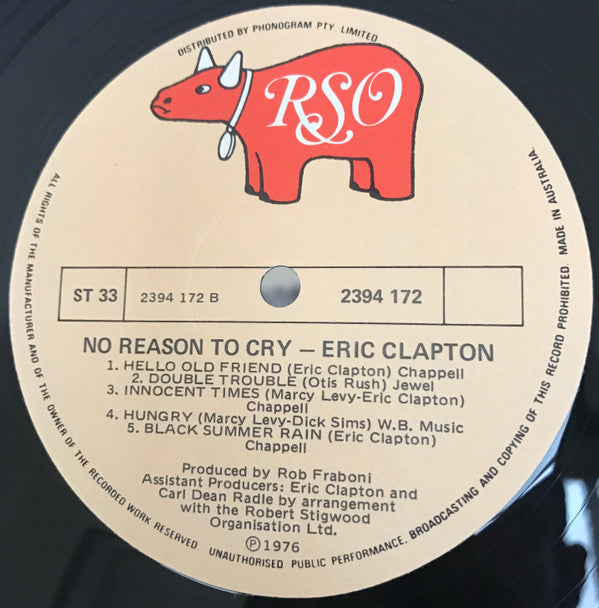 DISTRIBUTED BY PHONOGRAM PTY LIMITED
RSO
ST 33
2394 172 B
2394 172
NO REASON TO CRY – ERIC CLAPTON
1. HELLO OLD FRIEND (Eric Clapton) Chappell
2. DOUBLE TROUBLE (Otis Rush) Jewel
3. INNOCENT TIMES (Marcy Levy-Eric Clapton)
Chappell
4. HUNGRY (Marcy Levy-Dick Sims) W.B. Music
5. BLACK SUMMER RAIN (Eric Clapton)
Chappell
Produced by Rob Fraboni
Assistant Producers: Eric Clapton and
Carl Dean Radle by arrangement
with the Robert Stigwood
Organisation Ltd.
℗1976
ALL RIGHTS OF THE MANUFACTURER AND OF THE OWNER OF THE RECORDED WORK RESERVED UNAUTHORISED PUBLIC PERFORMANCE, BROADCASTING AND COPYING OF THIS RECORD PROHIBITED. MADE IN AUSTRALIA.